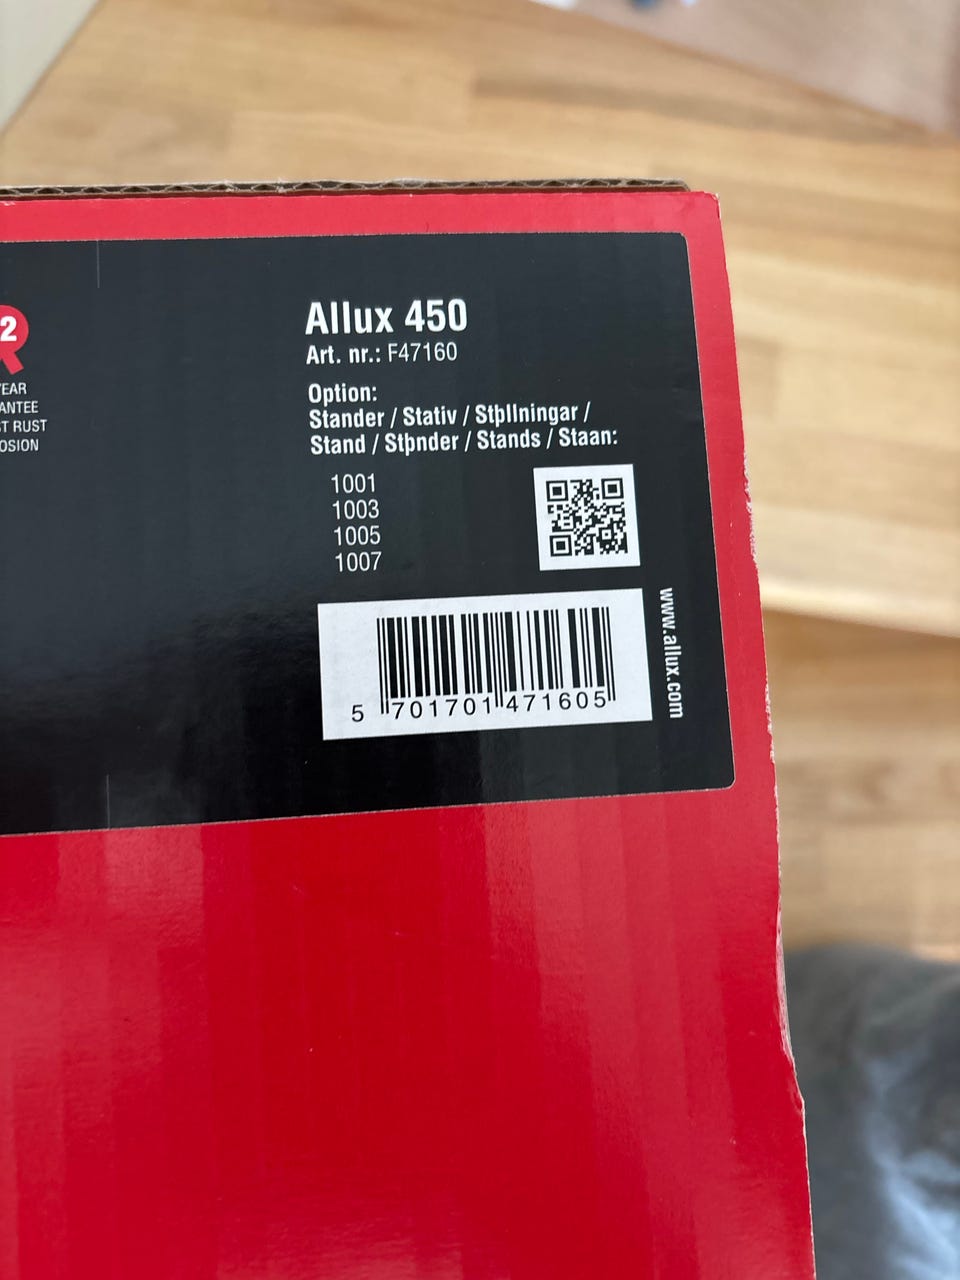 Allux 450
Art. nr.: F47160
Option:
Stander / Stativ / Stþllningar /
Stand / Stþnder / Stands / Staan:
1001
1003
1005
1007
5 701701 471605
www.allux.com
2
YEAR
ANTEE
ST RUST
OSION